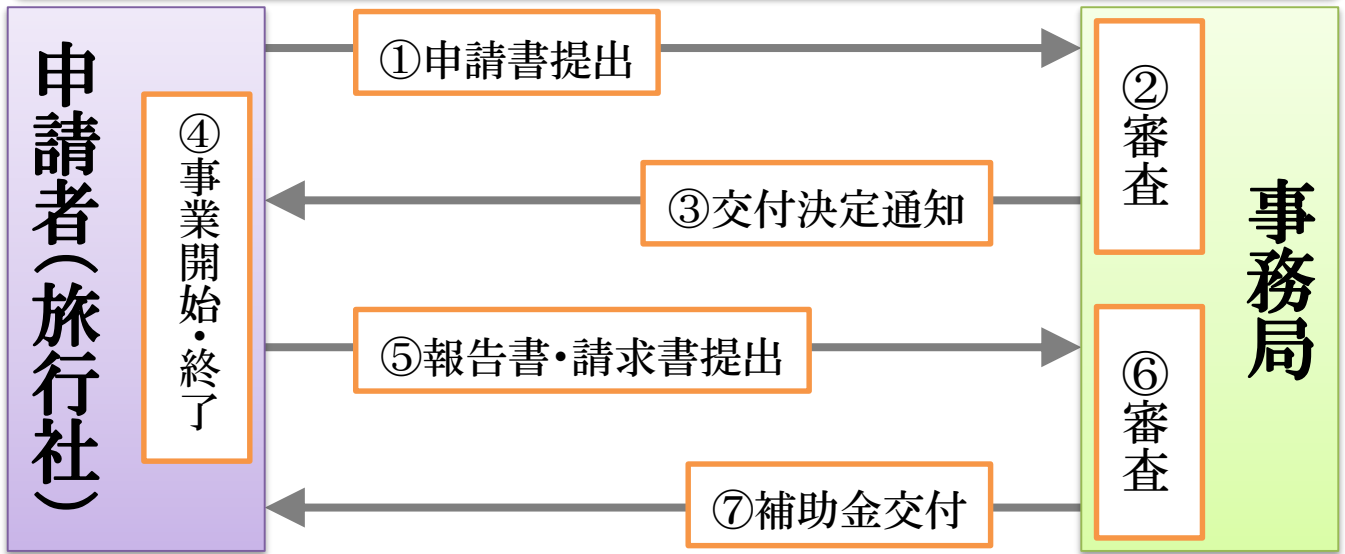 申請者(旅行社)
①申請書提出
②審査
③交付決定通知
④事業開始・終了
⑤報告書・請求書提出
⑥審査
⑦補助金交付
事務局